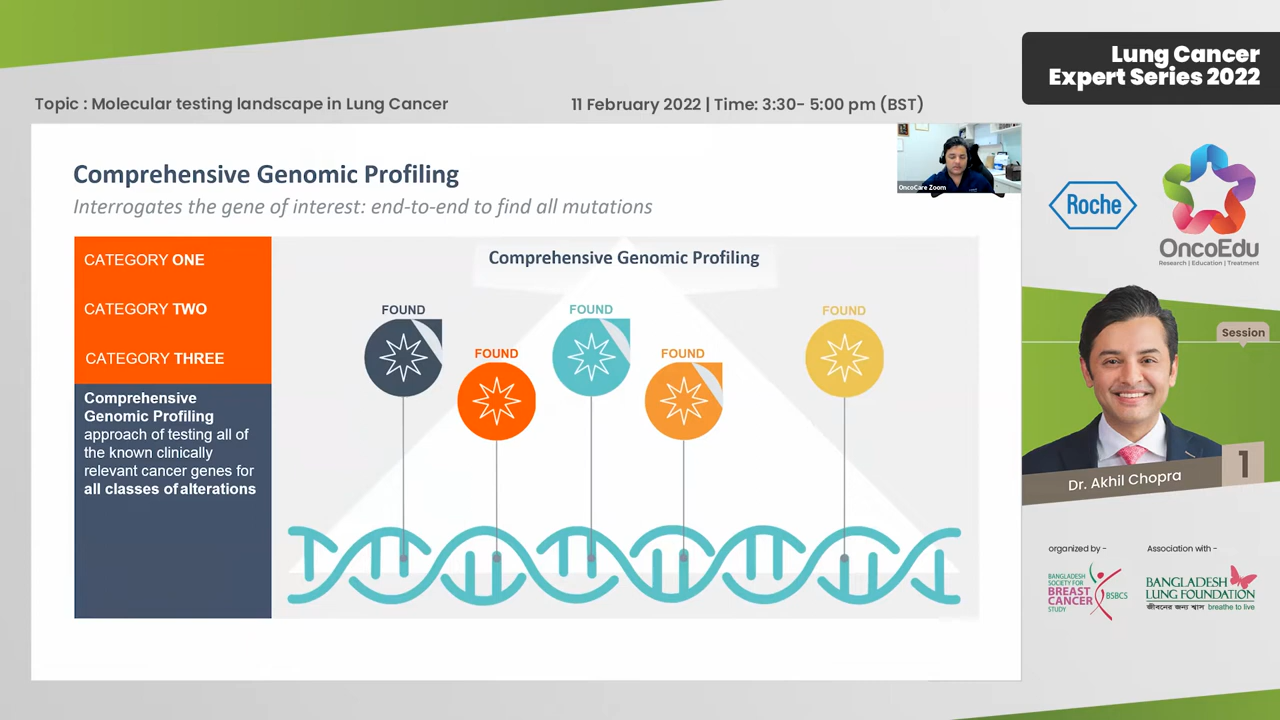 Lung Cancer
Expert Series 2022
Topic : Molecular testing landscape in Lung Cancer
11 February 2022 | Time: 3:30- 5:00 pm (BST)
Comprehensive Genomic Profiling
Interrogates the gene of interest: end-to-end to find all mutations
OncoCare Zoom
CATEGORY ONE
CATEGORY TWO
CATEGORY THREE
Comprehensive
Genomic Profiling
approach of testing all of
the known clinically
relevant cancer genes for
all classes of alterations
Comprehensive Genomic Profiling
FOUND
FOUND
FOUND
FOUND
FOUND
Roche
OncoEdu
Research | Education | Treatment
Session
1
Dr. Akhil Chopra
organized by -
BANGLADESH
SOCIETY FOR
BREAST
CANCER
STUDY
BSBCS
Association with -
BANGLADESH
LUNG FOUNDATION
জীবনের জন্য শ্বাস breathe to live